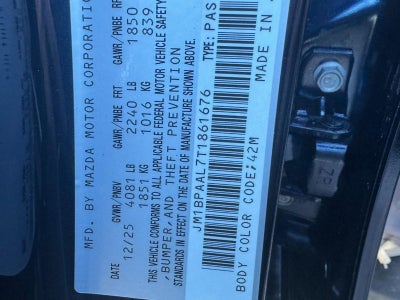 MFD. BY MAZDA MOTOR CORPORATION
DATE GVWR/PNBV GAWR/PNBE FRT GAWR/PNBE RR
12/25 4081 LB 2240 LB 1850
1851 KG 1016 KG 839
THIS VEHICLE CONFORMS TO ALL APPLICABLE FEDERAL MOTOR VEHICLE SAFETY
,BUMPER,AND THEFT PREVENTION
STANDARDS IN EFFECT ON THE DATE OF MANUFACTURE SHOWN ABOVE.
JM1BPAAL7T1861676 TYPE: PAS
BODY COLOR CODE:42M MADE IN